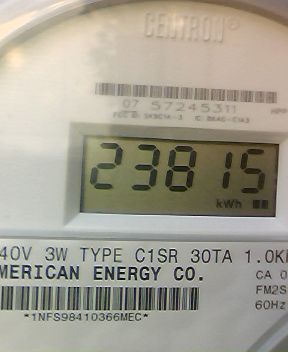 CENTRON®
07 57245311
23815
kWh
40V 3W TYPE C1SR 30TA 1.0K
MERICAN ENERGY CO.
CA 0
FM2S
60Hz
*1NFS98410366MEC*